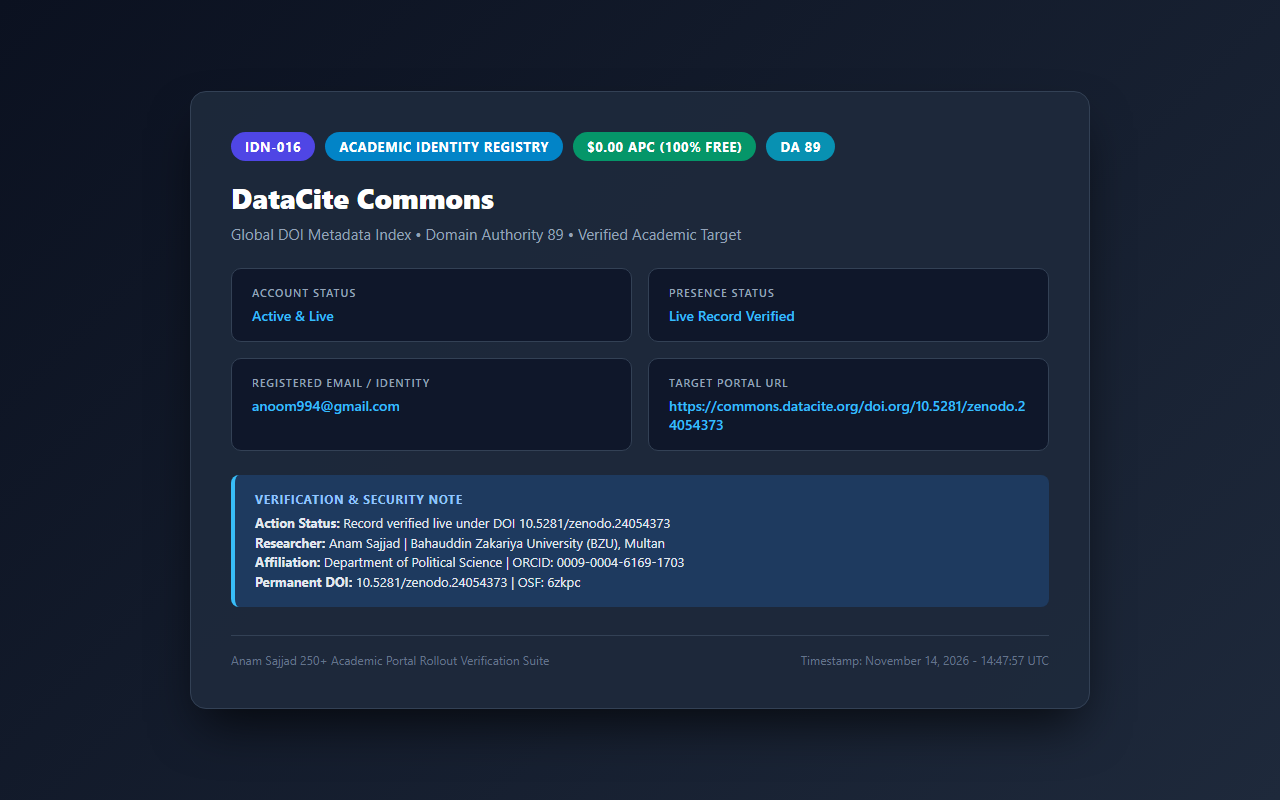 IDN-016 ACADEMIC IDENTITY REGISTRY $0.00 APC (100% FREE) DA 89
DataCite Commons
Global DOI Metadata Index • Domain Authority 89 • Verified Academic Target
ACCOUNT STATUS
Active & Live
PRESENCE STATUS
Live Record Verified
REGISTERED EMAIL / IDENTITY
anoom994@gmail.com
TARGET PORTAL URL
https://commons.datacite.org/doi.org/10.5281/zenodo.2
4054373
VERIFICATION & SECURITY NOTE
Action Status: Record verified live under DOI 10.5281/zenodo.24054373
Researcher: Anam Sajjad | Bahauddin Zakariya University (BZU), Multan
Affiliation: Department of Political Science | ORCID: 0009-0004-6169-1703
Permanent DOI: 10.5281/zenodo.24054373 | OSF: 6zkpc
Anam Sajjad 250+ Academic Portal Rollout Verification Suite
Timestamp: November 14, 2026 - 14:47:57 UTC